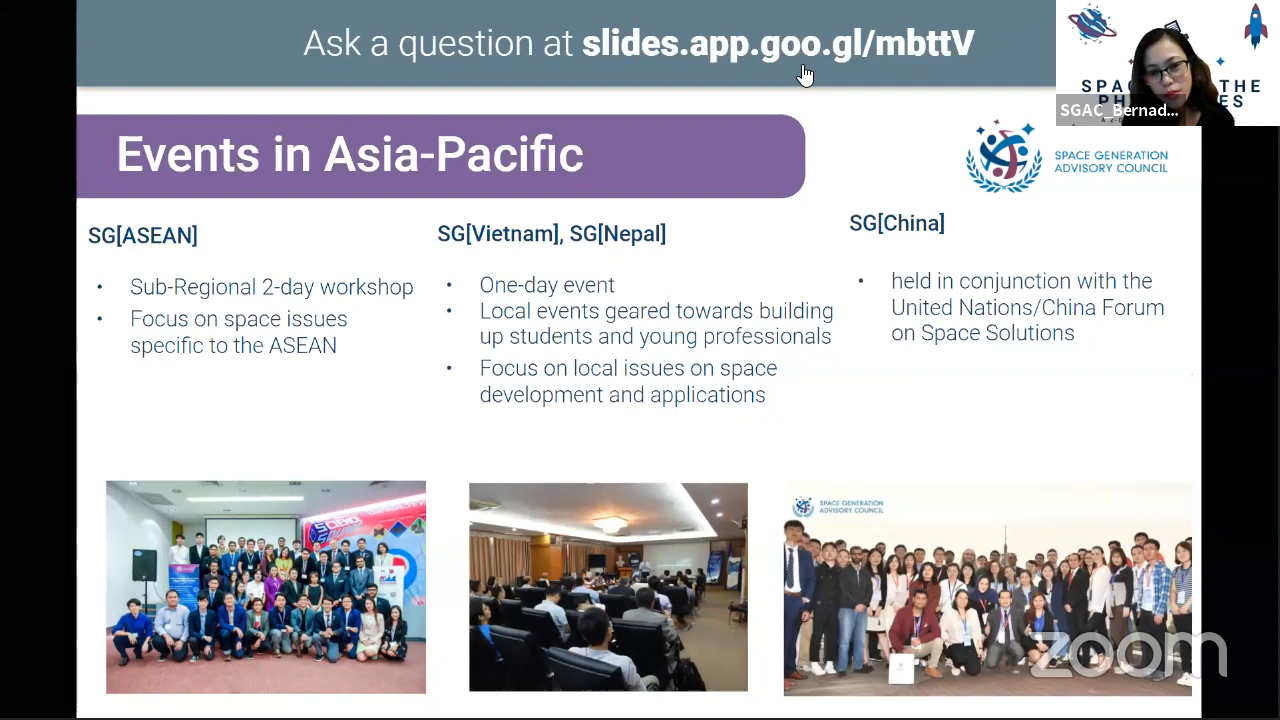 Ask a question at slides.app.goo.gl/mbttV
SGAC_Bernad...
Events in Asia-Pacific
SPACE GENERATION
ADVISORY COUNCIL
SG[ASEAN]
• Sub-Regional 2-day workshop
• Focus on space issues
specific to the ASEAN
SG[Vietnam], SG[Nepal]
• One-day event
• Local events geared towards building
up students and young professionals
• Focus on local issues on space
development and applications
SG[China]
• held in conjunction with the
United Nations/China Forum
on Space Solutions
SPACE GENERATION
ADVISORY COUNCIL
zoom